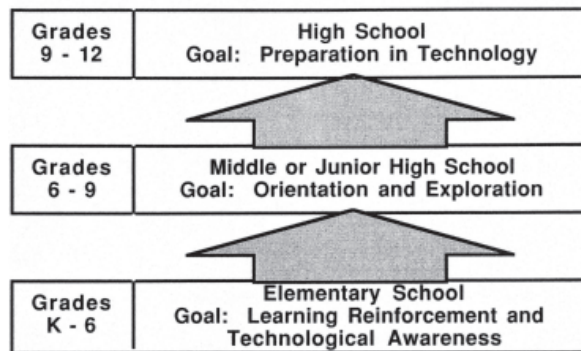 Grades
9 - 12
High School
Goal: Preparation in Technology
Grades
6 - 9
Middle or Junior High School
Goal: Orientation and Exploration
Grades
K - 6
Elementary School
Goal: Learning Reinforcement and
Technological Awareness